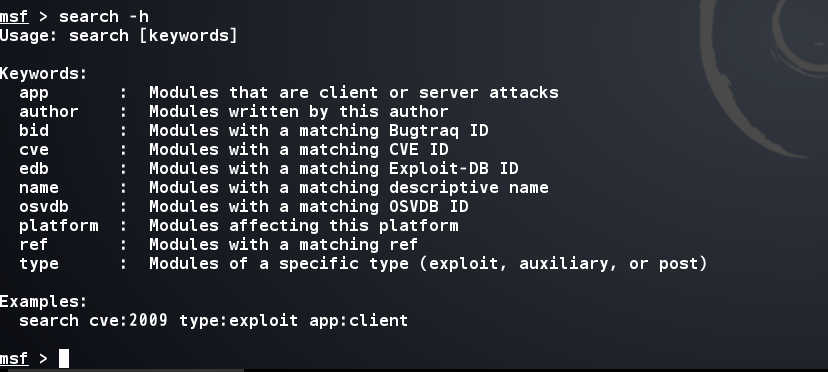 msf > search -h
Usage: search [keywords]
Keywords:
app : Modules that are client or server attacks
author : Modules written by this author
bid : Modules with a matching Bugtraq ID
cve : Modules with a matching CVE ID
edb : Modules with a matching Exploit-DB ID
name : Modules with a matching descriptive name
osvdb : Modules with a matching OSVDB ID
platform : Modules affecting this platform
ref : Modules with a matching ref
type : Modules of a specific type (exploit, auxiliary, or post)
Examples:
search cve:2009 type:exploit app:client
msf >